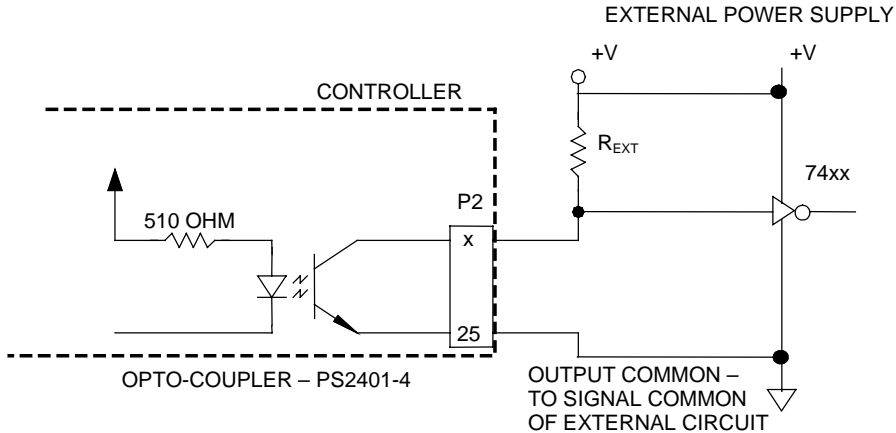 EXTERNAL POWER SUPPLY
+V
+V
CONTROLLER
R_EXT
74xx
P2
510 OHM
x
25
OPTO-COUPLER – PS2401-4
OUTPUT COMMON –
TO SIGNAL COMMON
OF EXTERNAL CIRCUIT